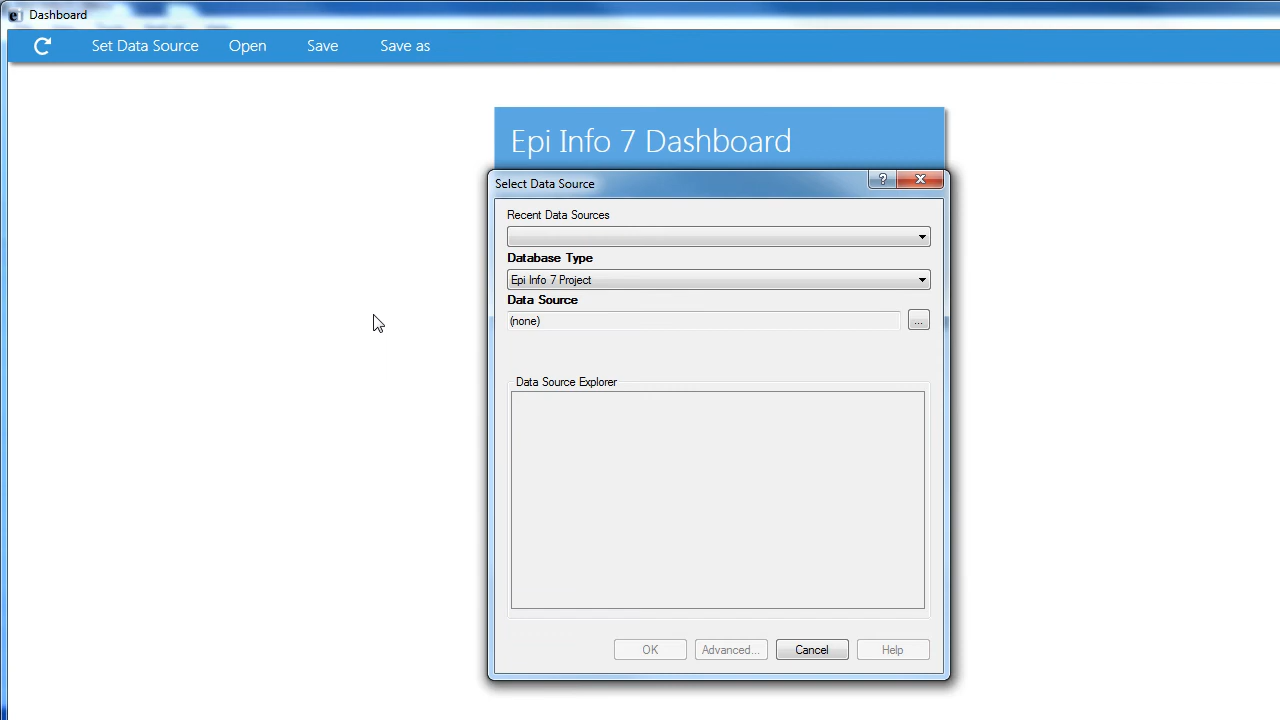 Dashboard
Set Data Source Open Save Save as
Epi Info 7 Dashboard
Select Data Source
?
Recent Data Sources
Database Type
Epi Info 7 Project
Data Source
(none)
...
Data Source Explorer
OK Advanced... Cancel Help